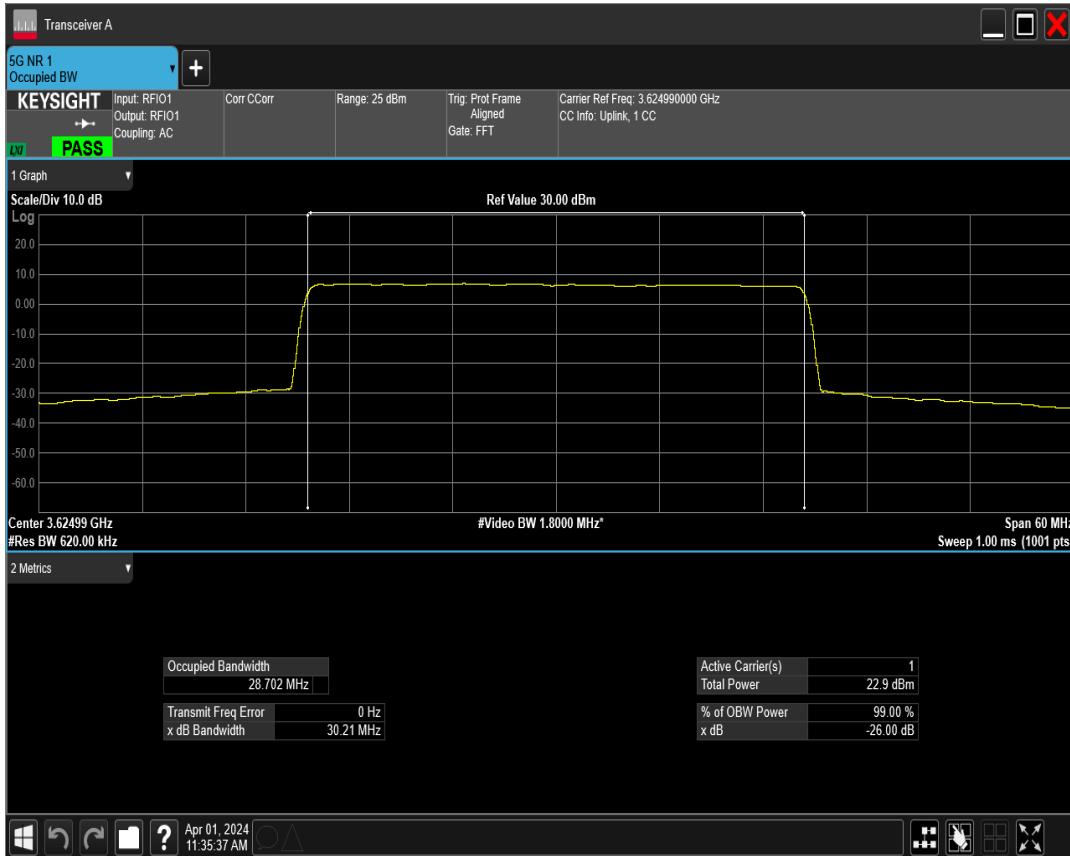 Transceiver A
5G NR 1
Occupied BW
KEYSIGHT
LXI
PASS
Input: RFIO1
Output: RFIO1
Coupling: AC
Corr CCorr
Range: 25 dBm
Trig: Prot Frame
Aligned
Gate: FFT
Carrier Ref Freq: 3.624990000 GHz
CC Info: Uplink, 1 CC
1 Graph
Scale/Div 10.0 dB
Ref Value 30.00 dBm
Log
20.0
10.0
0.00
-10.0
-20.0
-30.0
-40.0
-50.0
-60.0
Center 3.62499 GHz
#Video BW 1.8000 MHz*
Span 60 MHz
#Res BW 620.00 kHz
Sweep 1.00 ms (1001 pts
2 Metrics
Occupied Bandwidth
28.702 MHz
Transmit Freq Error 0 Hz
x dB Bandwidth 30.21 MHz
Active Carrier(s) 1
Total Power 22.9 dBm
% of OBW Power 99.00 %
x dB -26.00 dB
?
Apr 01, 2024
11:35:37 AM